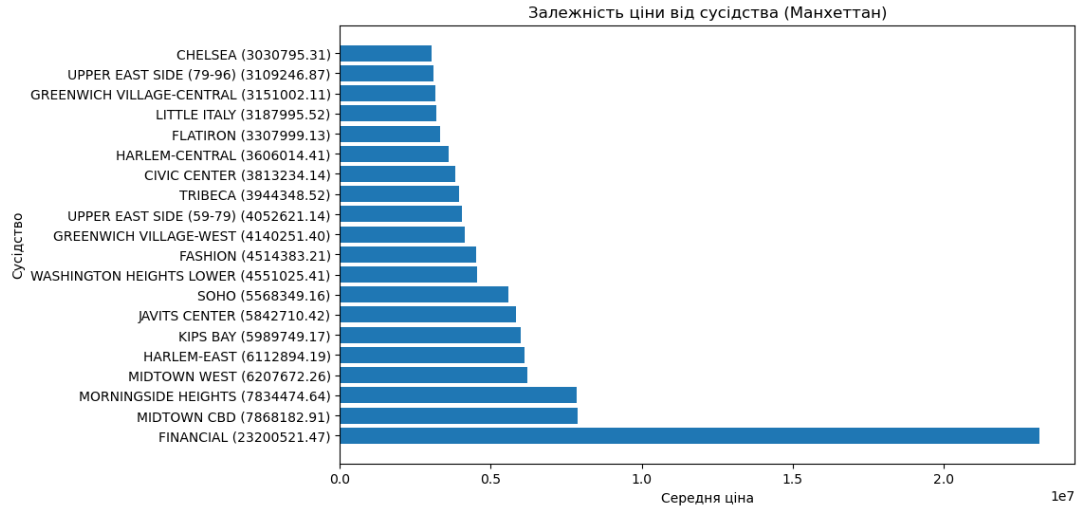 Залежність ціни від сусідства (Манхеттан)
Сусідство
CHELSEA (3030795.31)
UPPER EAST SIDE (79-96) (3109246.87)
GREENWICH VILLAGE-CENTRAL (3151002.11)
LITTLE ITALY (3187995.52)
FLATIRON (3307999.13)
HARLEM-CENTRAL (3606014.41)
CIVIC CENTER (3813234.14)
TRIBECA (3944348.52)
UPPER EAST SIDE (59-79) (4052621.14)
GREENWICH VILLAGE-WEST (4140251.40)
FASHION (4514383.21)
WASHINGTON HEIGHTS LOWER (4551025.41)
SOHO (5568349.16)
JAVITS CENTER (5842710.42)
KIPS BAY (5989749.17)
HARLEM-EAST (6112894.19)
MIDTOWN WEST (6207672.26)
MORNINGSIDE HEIGHTS (7834474.64)
MIDTOWN CBD (7868182.91)
FINANCIAL (23200521.47)
0.0 0.5 1.0 1.5 2.0
1e7
Середня ціна